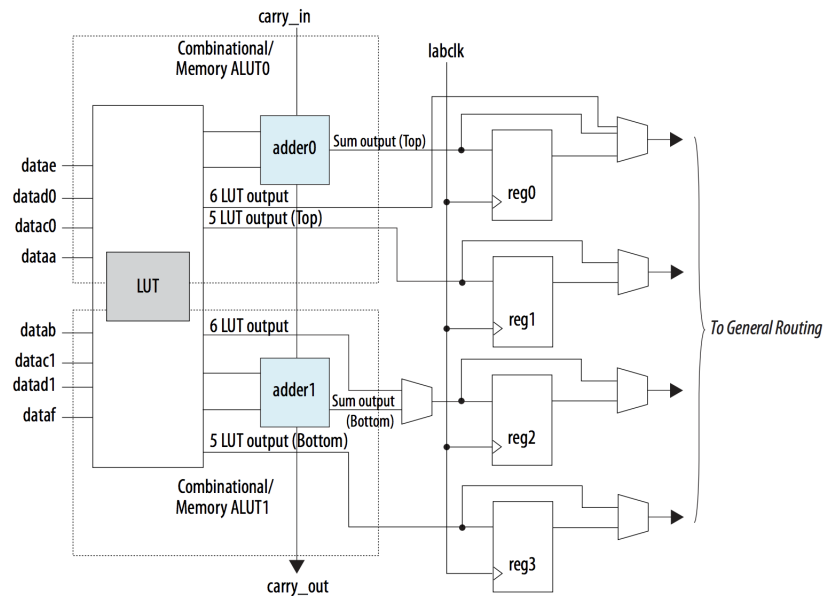 carry_in
Combinational/
Memory ALUT0
labclk
adder0
Sum output (Top)
datae
datad0
datac0
dataa
6 LUT output
5 LUT output (Top)
reg0
LUT
reg1
To General Routing
datab
datac1
datad1
dataf
6 LUT output
adder1
Sum output
(Bottom)
5 LUT output (Bottom)
reg2
Combinational/
Memory ALUT1
reg3
carry_out